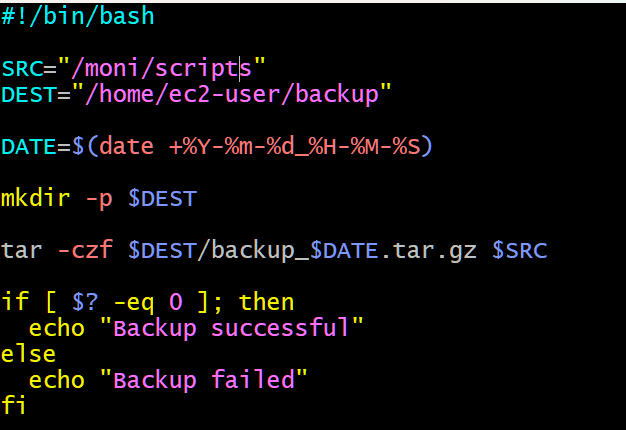 #!/bin/bash
SRC="/moni/scripts"
DEST="/home/ec2-user/backup"
DATE=$(date +%Y-%m-%d_%H-%M-%S)
mkdir -p $DEST
tar -czf $DEST/backup_$DATE.tar.gz $SRC
if [ $? -eq 0 ]; then
  echo "Backup successful"
else
  echo "Backup failed"
fi